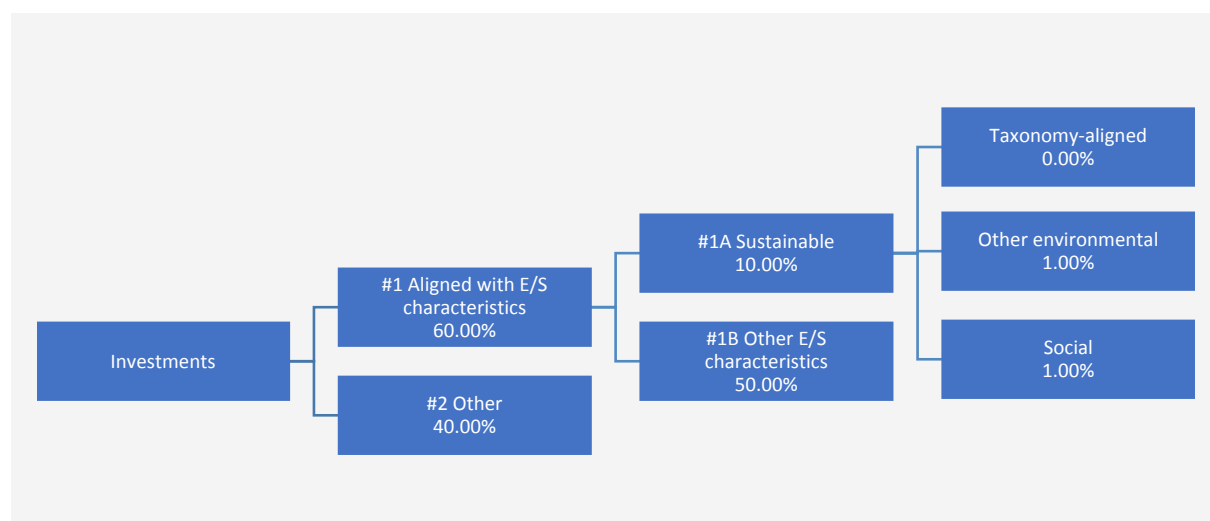 Investments
#1 Aligned with E/S
characteristics
60.00%
#2 Other
40.00%
#1A Sustainable
10.00%
#1B Other E/S
characteristics
50.00%
Taxonomy-aligned
0.00%
Other environmental
1.00%
Social
1.00%